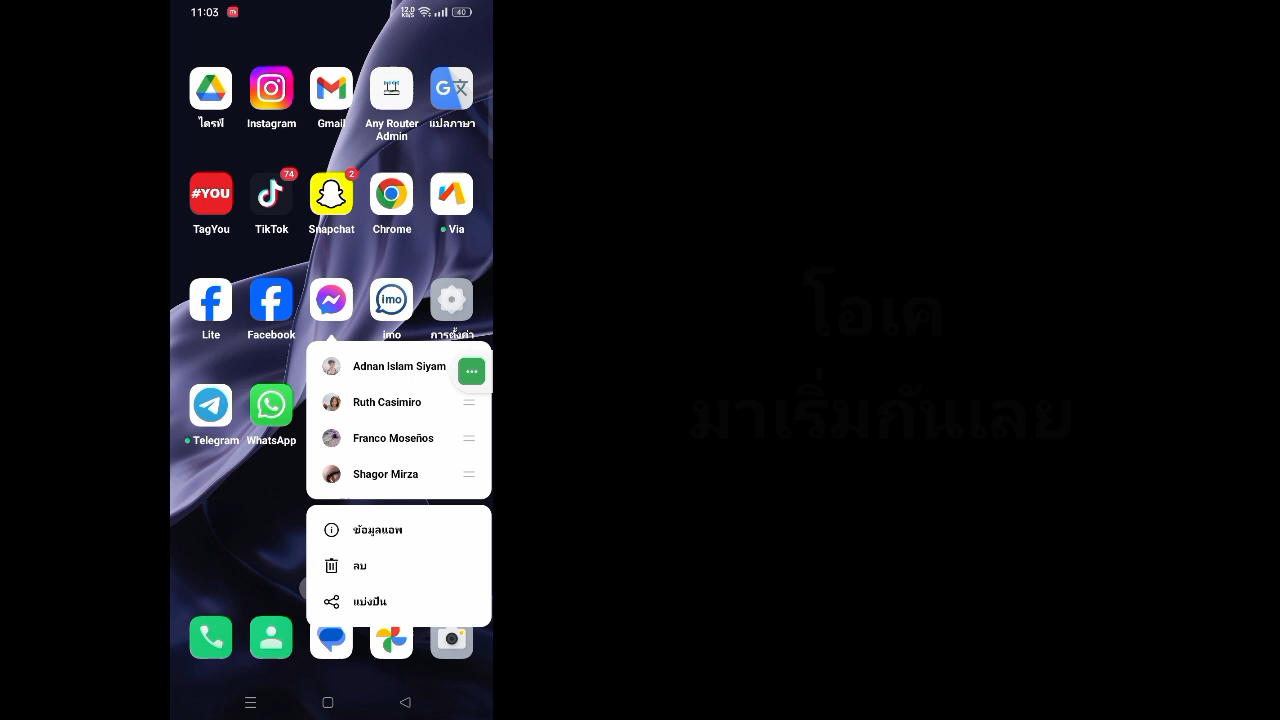 11:03
12.0
KB/S
40
ไดรฟ์
Instagram
Gmail
Any Router
Admin
แปลภาษา
#YOU
74
2
TagYou
TikTok
Snapchat
Chrome
Via
imo
Lite
Facebook
imo
การตั้งค่า
Adnan Islam Siyam
Ruth Casimiro
Franco Moseños
Shagor Mirza
Telegram
WhatsApp
ข้อมูลแอพ
ลบ
แบ่งปัน
โอเค
มาเริ่มกันเลย